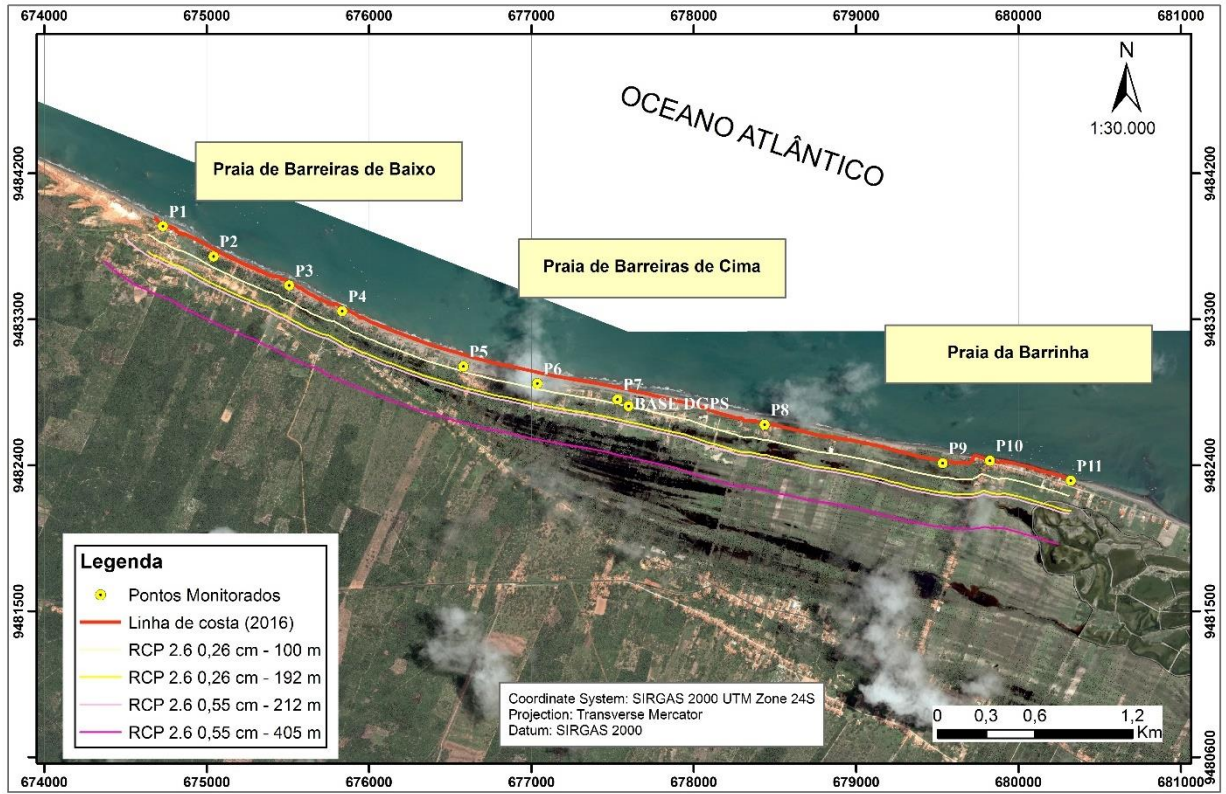 674000 675000 676000 677000 678000 679000 680000 681000
OCEANO ATLÂNTICO
N
1:30.000
9484200 9484200
Praia de Barreiras de Baixo
P1
P2
Praia de Barreiras de Cima
P3
P4
9483300 9483300
Praia da Barrinha
P5
P6
P7
BASE DGPS
P8
P9
P10
P11
9482400 9482400
Legenda
Pontos Monitorados
Linha de costa (2016)
RCP 2.6 0,26 cm - 100 m
RCP 2.6 0,26 cm - 192 m
RCP 2.6 0,55 cm - 212 m
RCP 2.6 0,55 cm - 405 m
9481500 9481500
Coordinate System: SIRGAS 2000 UTM Zone 24S
Projection: Transverse Mercator
Datum: SIRGAS 2000
0 0,3 0,6 1,2
Km
9480600 9480600
674000 675000 676000 677000 678000 679000 680000 681000